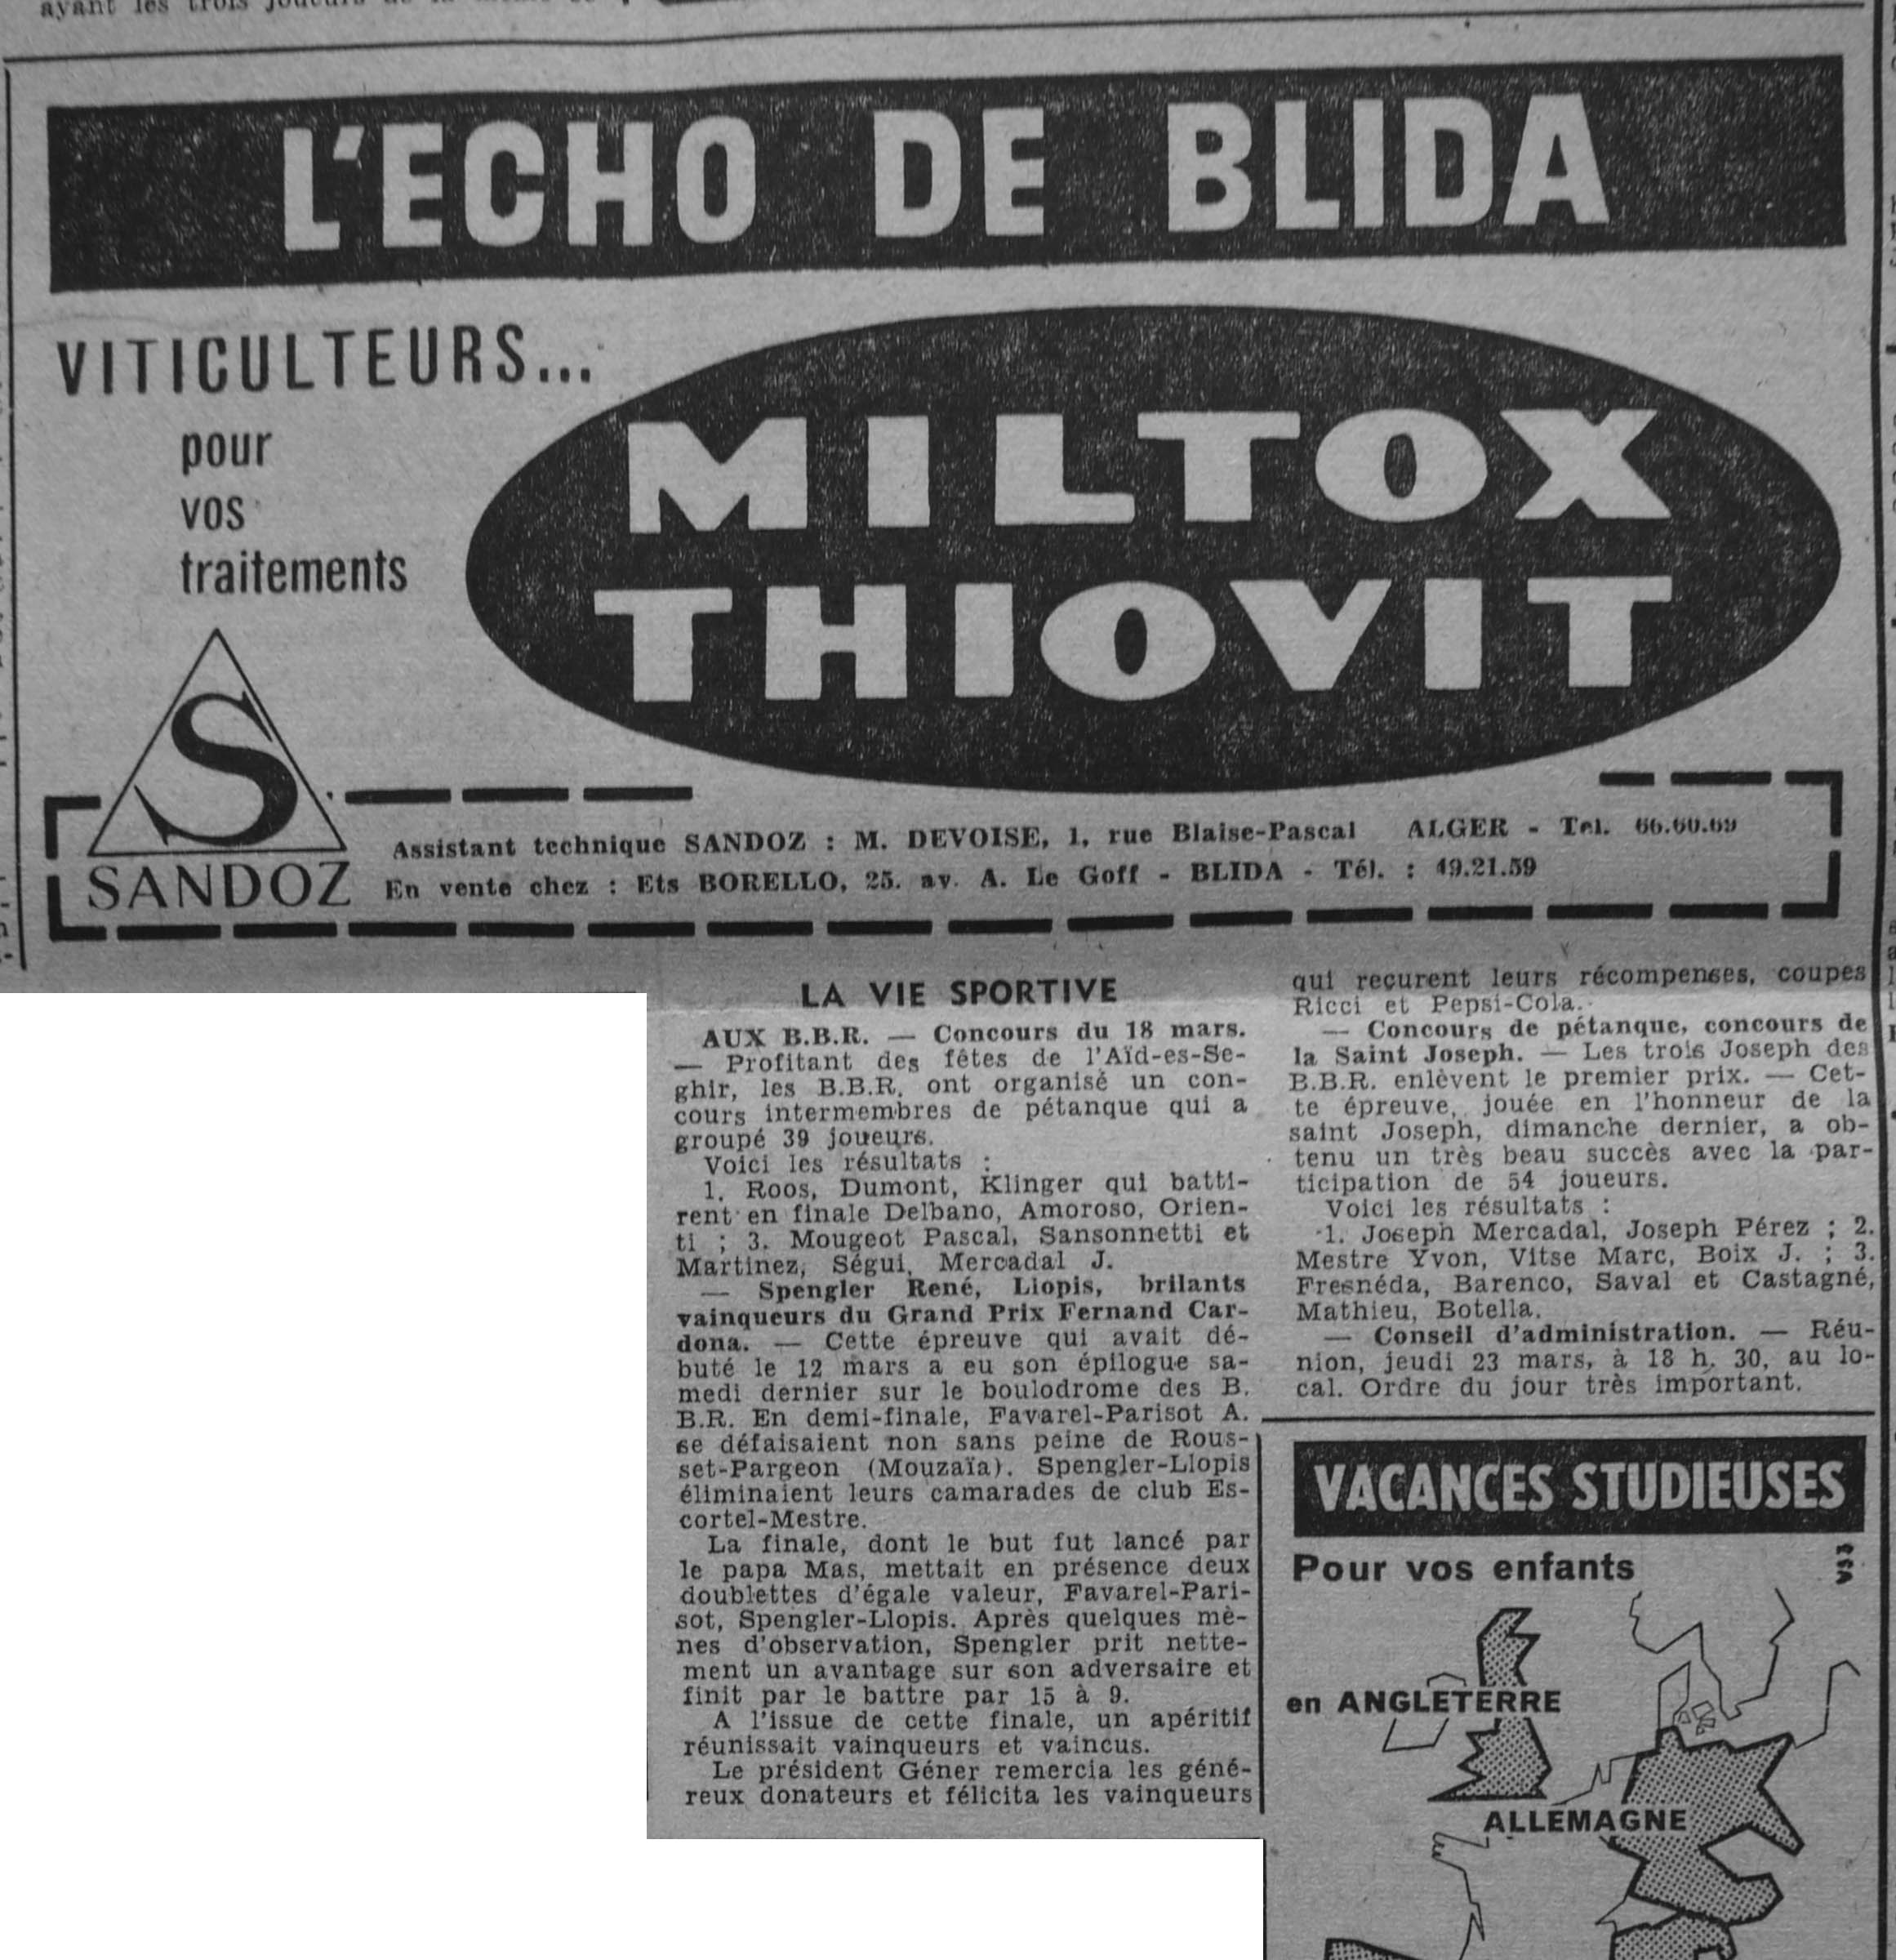 L'ECHO DE BLIDA
VITICULTEURS...
pour
vos
traitements
MILTOX
THIOVIT
S
SANDOZ
Assistant technique SANDOZ : M. DEVOISE, 1, rue Blaise-Pascal ALGER - Tel. 66.60.69
En vente chez : Ets BORELLO, 25. av. A. Le Goff - BLIDA - Tél. : 49.21.59
LA VIE SPORTIVE
AUX B.B.R. — Concours du 18 mars.
— Profitant des fêtes de l'Aïd-es-Se-
ghir, les B.B.R. ont organisé un con-
cours intermembres de pétanque qui a
groupé 39 joueurs.
Voici les résultats :
1. Roos, Dumont, Klinger qui batti-
rent en finale Delbano, Amoroso, Orien-
ti ; 3. Mougeot Pascal, Sansonnetti et
Martinez, Ségui, Mercadal J.
— Spengler René, Llopis, brilants
vainqueurs du Grand Prix Fernand Car-
dona. — Cette épreuve qui avait dé-
buté le 12 mars a eu son épilogue sa-
medi dernier sur le boulodrome des B.
B.R. En demi-finale, Favarel-Parisot A.
se défaisaient non sans peine de Rous-
set-Pargeon (Mouzaïa). Spengler-Llopis
éliminaient leurs camarades de club Es-
cortel-Mestre.
La finale, dont le but fut lancé par
le papa Mas, mettait en présence deux
doublettes d'égale valeur, Favarel-Pari-
sot, Spengler-Llopis. Après quelques mè-
nes d'observation, Spengler prit nette-
ment un avantage sur son adversaire et
finit par le battre par 15 à 9.
A l'issue de cette finale, un apéritif
réunissait vainqueurs et vaincus.
Le président Géner remercia les géné-
reux donateurs et félicita les vainqueurs
qui reçurent leurs récompenses, coupes
Ricci et Pepsi-Cola.
— Concours de pétanque, concours de
la Saint Joseph. — Les trois Joseph des
B.B.R. enlèvent le premier prix. — Cet-
te épreuve, jouée en l'honneur de la
saint Joseph, dimanche dernier, a ob-
tenu un très beau succès avec la par-
ticipation de 54 joueurs.
Voici les résultats :
1. Joseph Mercadal, Joseph Pérez ; 2.
Mestre Yvon, Vitse Marc, Boix J. ; 3.
Fresnéda, Barenco, Saval et Castagné,
Mathieu, Botella.
— Conseil d'administration. — Réu-
nion, jeudi 23 mars, à 18 h. 30, au lo-
cal. Ordre du jour très important.
VACANCES STUDIEUSES
Pour vos enfants
en ANGLETERRE
ALLEMAGNE